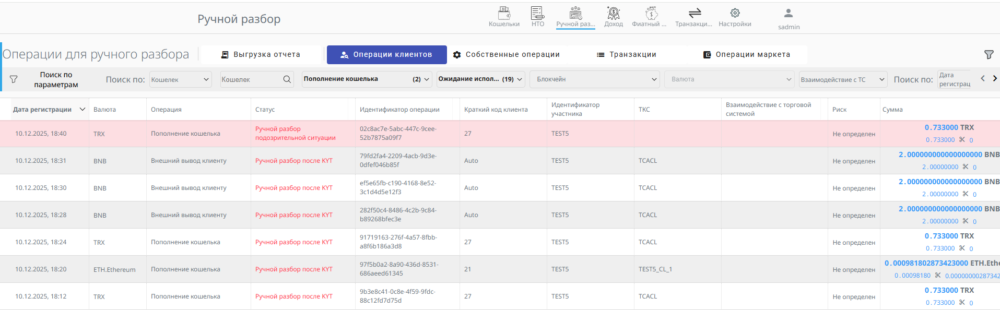 Ручной разбор
Кошельки
НТО
Ручной раз...
Доход
Фиатный ...
Транзакци...
Настройки
sadmin
Операции для ручного разбора
Выгрузка отчета
Операции клиентов
Собственные операции
Транзакции
Операции маркета
Поиск по
параметрам
Поиск по:
Кошелек
Кошелек
Пополнение кошелька (2)
Ожидание испол... (19)
Блокчейн
Валюта
Взаимодействие с ТС
Поиск по:
Дата
регистрац
Дата регистрации
Валюта
Операция
Статус
Идентификатор операции
Краткий код клиента
Идентификатор
участника
ТКС
Взаимодействие с торговой
системой
Риск
Сумма
10.12.2025, 18:40
TRX
Пополнение кошелька
Ручной разбор
подозрительной ситуации
02c8ac7e-5abc-447c-9cee-
52b7875a09f7
27
TEST5
Не определен
0.733000 TRX
0.733000 0
10.12.2025, 18:31
BNB
Внешний вывод клиенту
Ручной разбор после KYT
79fd2fa4-2209-4acb-9d3e-
0dfef046b85f
Auto
TEST5
TCACL
Не определен
2.000000000000000000 BNB
2.00000000 0
10.12.2025, 18:30
BNB
Внешний вывод клиенту
Ручной разбор после KYT
ef5e65fb-c190-4168-8e52-
3c1d4d5e12f3
Auto
TEST5
TCACL
Не определен
2.000000000000000000 BNB
2.00000000 0
10.12.2025, 18:28
BNB
Внешний вывод клиенту
Ручной разбор после KYT
282f50c4-8486-4c2b-9c84-
b89268bfec3e
Auto
TEST5
TCACL
Не определен
2.000000000000000000 BNB
2.00000000 0
10.12.2025, 18:24
TRX
Пополнение кошелька
Ручной разбор после KYT
91719163-276f-4a57-8fbb-
a8f6b186a3d8
27
TEST5
TCACL
Не определен
0.733000 TRX
0.733000 0
10.12.2025, 18:20
ETH.Ethereum
Пополнение кошелька
Ручной разбор после KYT
97f5b0a2-8a90-436d-8531-
686aeed61345
21
TEST5
TEST5_CL_1
Не определен
0.000981802873423000 ETH.Ethe
0.00098180 0.00000000287342
10.12.2025, 18:12
TRX
Пополнение кошелька
Ручной разбор после KYT
9b3e8c41-0c8e-4f59-9fdc-
88c12fd7d75d
27
TEST5
TCACL
Не определен
0.733000 TRX
0.733000 0